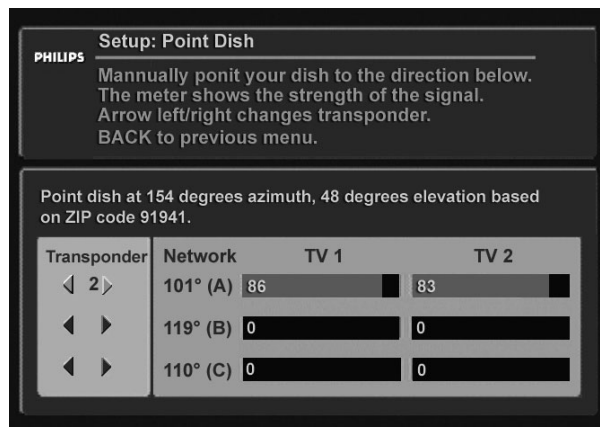 PHILIPS
Setup: Point Dish
Mannually ponit your dish to the direction below.
The meter shows the strength of the signal.
Arrow left/right changes transponder.
BACK to previous menu.
Point dish at 154 degrees azimuth, 48 degrees elevation based
on ZIP code 91941.
Transponder Network TV 1 TV 2
2 101° (A) 86 83
119° (B) 0 0
110° (C) 0 0